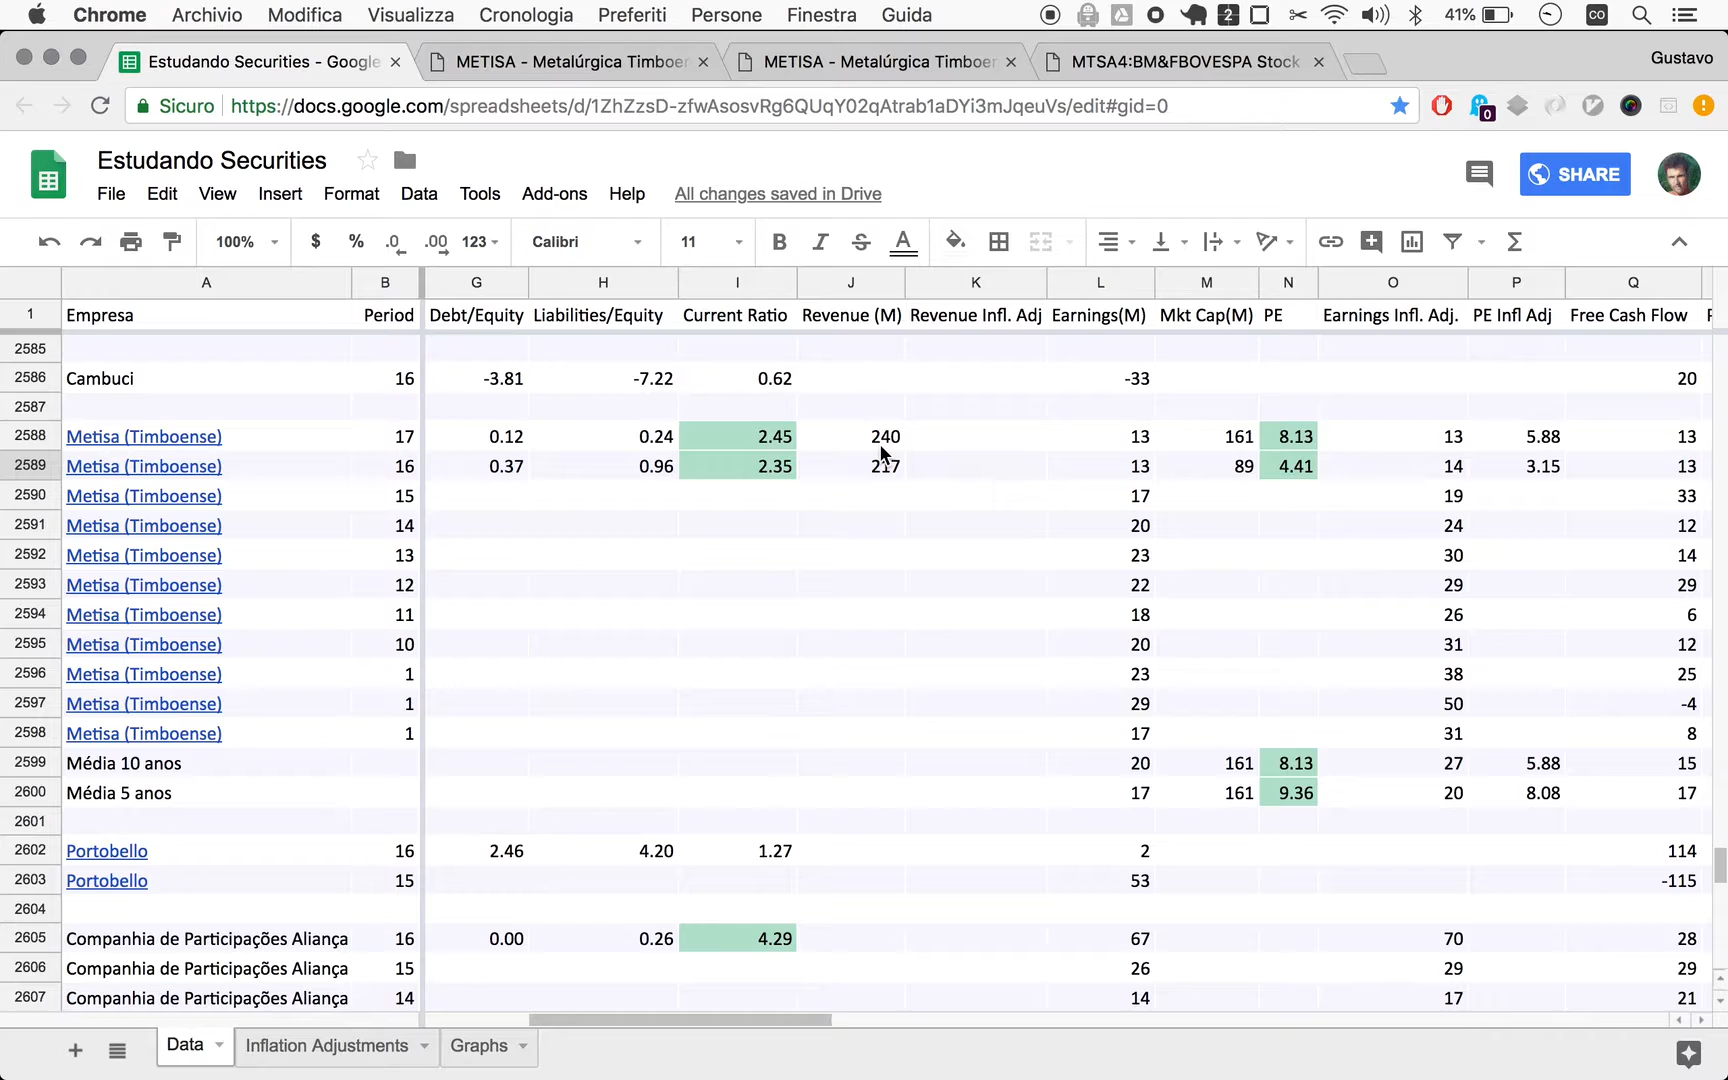 Chrome Archivio Modifica Visualizza Cronologia Preferiti Persone Finestra Guida 2 41% CO
Estudando Securities - Google × METISA - Metalúrgica Timboer × METISA - Metalúrgica Timboer × MTSA4:BM&FBOVESPA Stock × Gustavo
Sicuro https://docs.google.com/spreadsheets/d/1ZhZzsD-zfwAsosvRg6QUqY02qAtrab1aDYi3mJqeuVs/edit#gid=0 0
Estudando Securities
File Edit View Insert Format Data Tools Add-ons Help All changes saved in Drive SHARE
100% $ % .0 .00 123 Calibri 11 B I S A Σ
A B G H I J K L M N O P Q
1 Empresa Period Debt/Equity Liabilities/Equity Current Ratio Revenue (M) Revenue Infl. Adj Earnings(M) Mkt Cap(M) PE Earnings Infl. Adj. PE Infl Adj Free Cash Flow
2585
2586 Cambuci 16 -3.81 -7.22 0.62 -33 20
2587
2588 Metisa (Timboense) 17 0.12 0.24 2.45 240 13 161 8.13 13 5.88 13
2589 Metisa (Timboense) 16 0.37 0.96 2.35 217 13 89 4.41 14 3.15 13
2590 Metisa (Timboense) 15 17 19 33
2591 Metisa (Timboense) 14 20 24 12
2592 Metisa (Timboense) 13 23 30 14
2593 Metisa (Timboense) 12 22 29 29
2594 Metisa (Timboense) 11 18 26 6
2595 Metisa (Timboense) 10 20 31 12
2596 Metisa (Timboense) 1 23 38 25
2597 Metisa (Timboense) 1 29 50 -4
2598 Metisa (Timboense) 1 17 31 8
2599 Média 10 anos 20 161 8.13 27 5.88 15
2600 Média 5 anos 17 161 9.36 20 8.08 17
2601
2602 Portobello 16 2.46 4.20 1.27 2 114
2603 Portobello 15 53 -115
2604
2605 Companhia de Participações Aliança 16 0.00 0.26 4.29 67 70 28
2606 Companhia de Participações Aliança 15 26 29 29
2607 Companhia de Participações Aliança 14 14 17 21
Data Inflation Adjustments Graphs